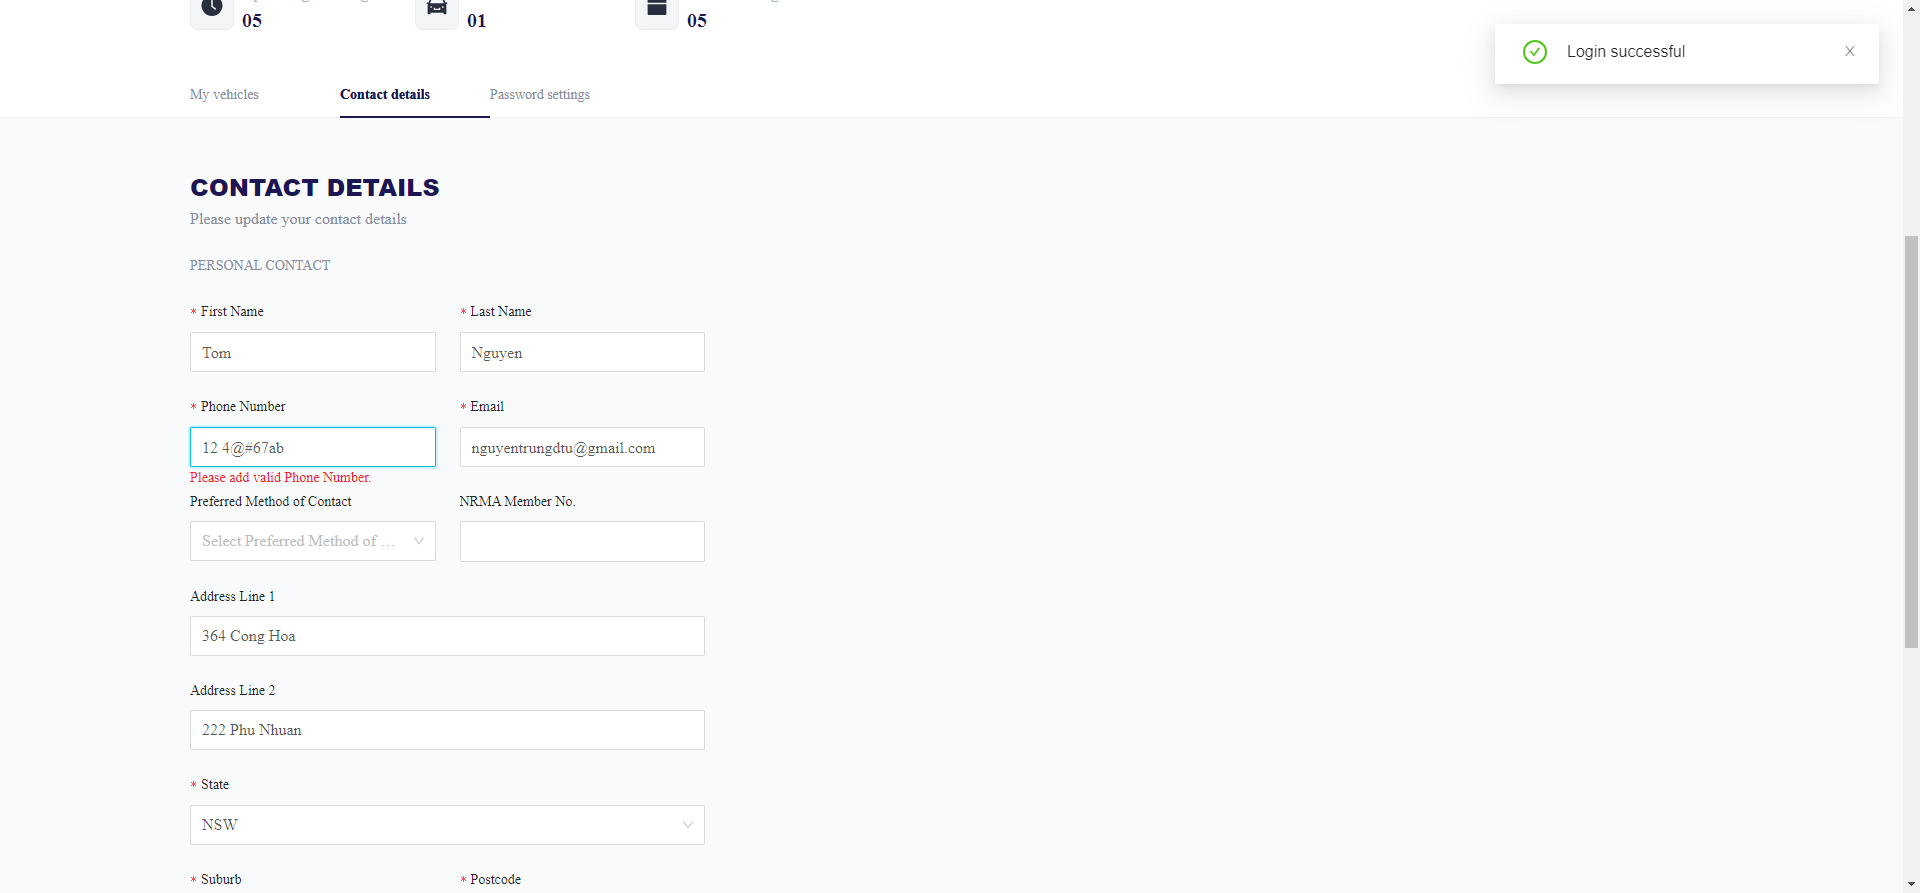 05 01 05
Login successful
My vehicles Contact details Password settings
CONTACT DETAILS
Please update your contact details
PERSONAL CONTACT
* First Name * Last Name
Tom Nguyen
* Phone Number * Email
12 4@#67ab nguyentrungdtu@gmail.com
Please add valid Phone Number.
Preferred Method of Contact NRMA Member No.
Select Preferred Method of ...
Address Line 1
364 Cong Hoa
Address Line 2
222 Phu Nhuan
* State
NSW
* Suburb * Postcode